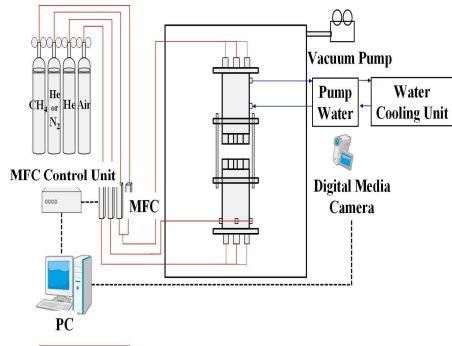 Vacuum Pump
CH4
He
or
N2
He
Air
Pump
Water
Water
Cooling Unit
MFC Control Unit
MFC
Digital Media
Camera
PC